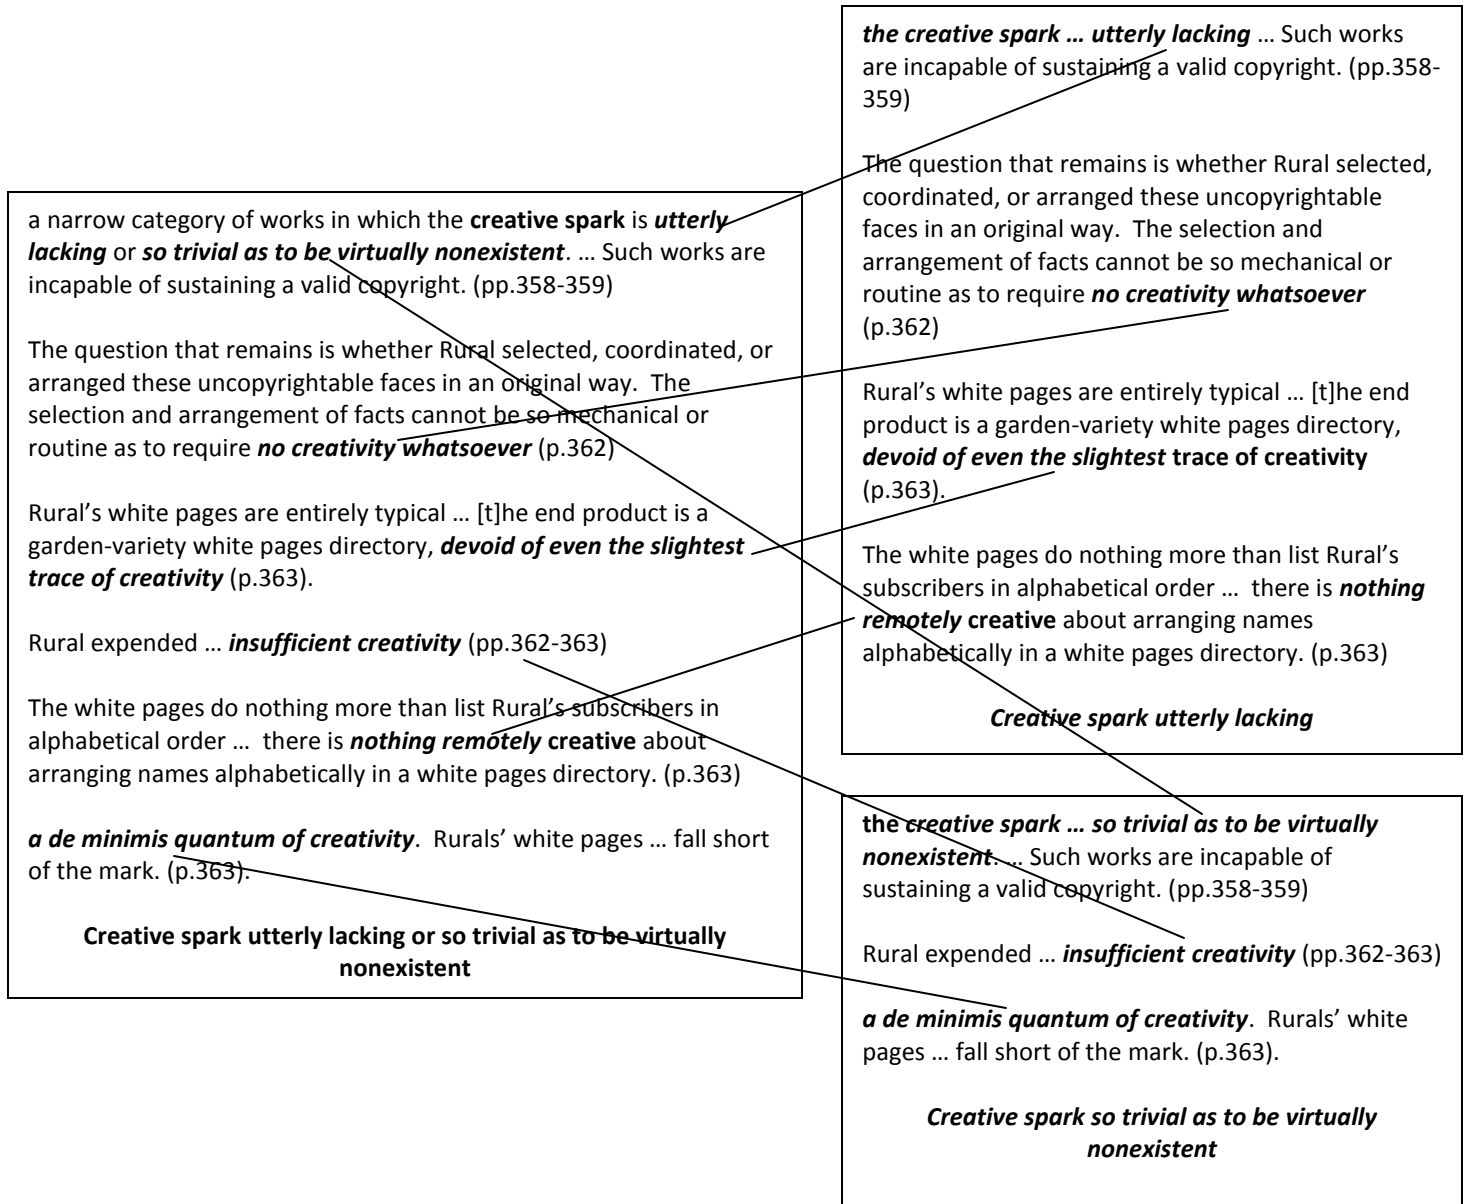 a narrow category of works in which the creative spark is utterly
lacking or so trivial as to be virtually nonexistent. … Such works are
incapable of sustaining a valid copyright. (pp.358-359)
The question that remains is whether Rural selected, coordinated, or
arranged these uncopyrightable faces in an original way.  The
selection and arrangement of facts cannot be so mechanical or
routine as to require no creativity whatsoever (p.362)
Rural’s white pages are entirely typical … [t]he end product is a
garden-variety white pages directory, devoid of even the slightest
trace of creativity (p.363).
Rural expended … insufficient creativity (pp.362-363)
The white pages do nothing more than list Rural’s subscribers in
alphabetical order …  there is nothing remotely creative about
arranging names alphabetically in a white pages directory. (p.363)
a de minimis quantum of creativity.  Rurals’ white pages … fall short
of the mark. (p.363).
Creative spark utterly lacking or so trivial as to be virtually
nonexistent
the creative spark … utterly lacking … Such works
are incapable of sustaining a valid copyright. (pp.358-
359)
The question that remains is whether Rural selected,
coordinated, or arranged these uncopyrightable
faces in an original way.  The selection and
arrangement of facts cannot be so mechanical or
routine as to require no creativity whatsoever
(p.362)
Rural’s white pages are entirely typical … [t]he end
product is a garden-variety white pages directory,
devoid of even the slightest trace of creativity
(p.363).
The white pages do nothing more than list Rural’s
subscribers in alphabetical order …  there is nothing
remotely creative about arranging names
alphabetically in a white pages directory. (p.363)
Creative spark utterly lacking
the creative spark … so trivial as to be virtually
nonexistent. … Such works are incapable of
sustaining a valid copyright. (pp.358-359)
Rural expended … insufficient creativity (pp.362-363)
a de minimis quantum of creativity.  Rurals’ white
pages … fall short of the mark. (p.363).
Creative spark so trivial as to be virtually
nonexistent